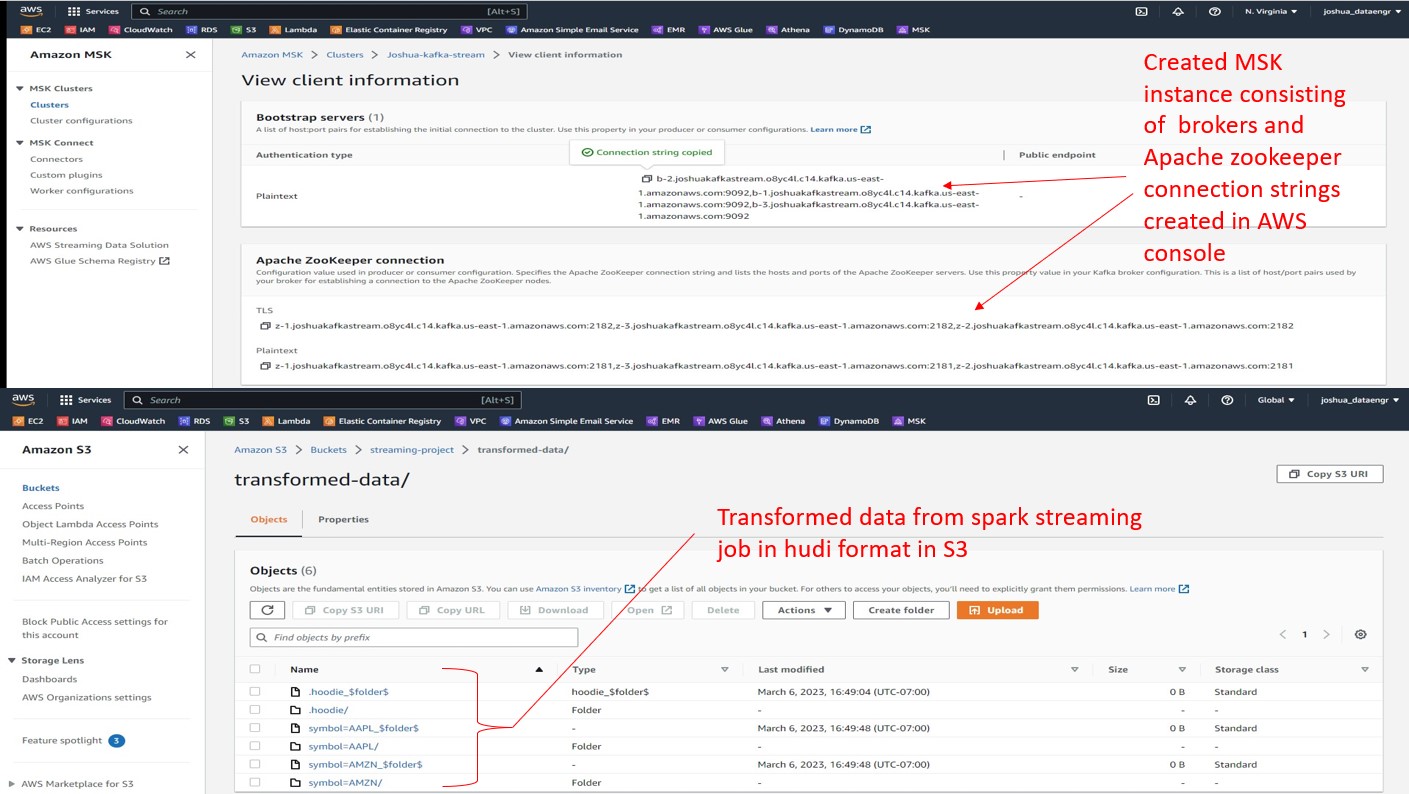 aws
Services
Search
[Alt+S]
N. Virginia
joshua_dataengr
EC2 IAM CloudWatch RDS S3 Lambda Elastic Container Registry VPC Amazon Simple Email Service EMR AWS Glue Athena DynamoDB MSK
Amazon MSK
MSK Clusters
Clusters
Cluster configurations
MSK Connect
Connectors
Custom plugins
Worker configurations
Resources
AWS Streaming Data Solution
AWS Glue Schema Registry
Amazon MSK > Clusters > Joshua-kafka-stream > View client information
View client information
Bootstrap servers (1)
A list of host:port pairs for establishing the initial connection to the cluster. Use this property in your producer or consumer configurations. Learn more
Authentication type
Connection string copied
Public endpoint
Plaintext
b-2.joshuakafkastream.o8yc4l.c14.kafka.us-east-
1.amazonaws.com:9092,b-1.joshuakafkastream.o8yc4l.c14.kafka.us-east-
1.amazonaws.com:9092,b-3.joshuakafkastream.o8yc4l.c14.kafka.us-east-
1.amazonaws.com:9092
-
Apache ZooKeeper connection
Configuration value used in producer or consumer configuration. Specifies the Apache ZooKeeper connection string and lists the hosts and ports of the Apache ZooKeeper servers. Use this property value in your Kafka broker configuration. This is a list of host/port pairs used by
your broker for establishing a connection to the Apache ZooKeeper nodes.
TLS
z-1.joshuakafkastream.o8yc4l.c14.kafka.us-east-1.amazonaws.com:2182,z-3.joshuakafkastream.o8yc4l.c14.kafka.us-east-1.amazonaws.com:2182,z-2.joshuakafkastream.o8yc4l.c14.kafka.us-east-1.amazonaws.com:2182
Plaintext
z-1.joshuakafkastream.o8yc4l.c14.kafka.us-east-1.amazonaws.com:2181,z-3.joshuakafkastream.o8yc4l.c14.kafka.us-east-1.amazonaws.com:2181,z-2.joshuakafkastream.o8yc4l.c14.kafka.us-east-1.amazonaws.com:2181
Created MSK
instance consisting
of brokers and
Apache zookeeper
connection strings
created in AWS
console
aws
Services
Search
[Alt+S]
Global
joshua_dataengr
EC2 IAM CloudWatch RDS S3 Lambda Elastic Container Registry VPC Amazon Simple Email Service EMR AWS Glue Athena DynamoDB MSK
Amazon S3
Buckets
Access Points
Object Lambda Access Points
Multi-Region Access Points
Batch Operations
IAM Access Analyzer for S3
Block Public Access settings for
this account
Storage Lens
Dashboards
AWS Organizations settings
Feature spotlight 3
AWS Marketplace for S3
Amazon S3 > Buckets > streaming-project > transformed-data/
transformed-data/
Copy S3 URI
Objects Properties
Transformed data from spark streaming
job in hudi format in S3
Objects (6)
Objects are the fundamental entities stored in Amazon S3. You can use Amazon S3 inventory to get a list of all objects in your bucket. For others to access your objects, you'll need to explicitly grant them permissions. Learn more
Copy S3 URI Copy URL Download Open Delete Actions Create folder Upload
Find objects by prefix
1
Name Type Last modified Size Storage class
.hoodie_$folder$ hoodie_$folder$ March 6, 2023, 16:49:04 (UTC-07:00) 0 B Standard
.hoodie/ Folder - - -
symbol=AAPL_$folder$ - March 6, 2023, 16:49:48 (UTC-07:00) 0 B Standard
symbol=AAPL/ Folder - - -
symbol=AMZN_$folder$ - March 6, 2023, 16:49:48 (UTC-07:00) 0 B Standard
symbol=AMZN/ Folder - - -